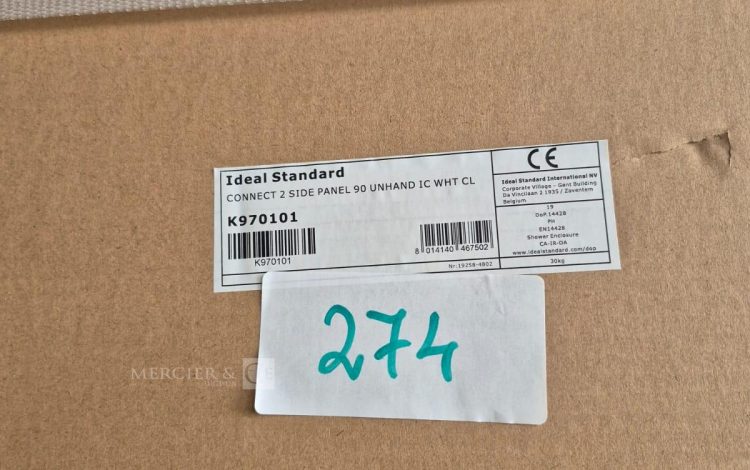 Ideal Standard
CONNECT 2 SIDE PANEL 90 UNHAND IC WHT CL
K970101
K970101
8 014140 467502
Nr:19258-4B02
CE
Ideal Standard International NV
Corporate Village – Gent Building
Da Vincilaan 2 1935 / Zaventem
Belgium
19
DoP.14428
PH
EN14428
Shower Enclosure
CA-IR-DA
www.idealstandard.com/dop
30kg
274
MERCIER &